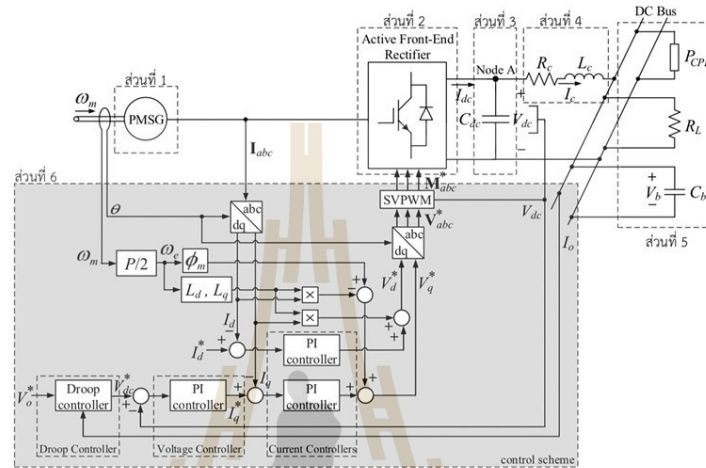 ส่วนที่ 1
ส่วนที่ 2
ส่วนที่ 3
ส่วนที่ 4
DC Bus
Active Front-End
Rectifier
Node A
R_c
L_c
P_CPL
ω_m
PMSG
I_dc
I_c
C_dc
V_dc
R_L
I_abc
M*_abc
V_b
C_b
ส่วนที่ 6
SVPWM
V_dc
θ
abc
dq
V*_abc
abc
dq
I_o
ส่วนที่ 5
ω_m
P/2
ω_e
ϕ_m
V*_d
V*_q
L_d , L_q
×
×
I_d
I*_d
PI
controller
I_q
V*_o
Droop
controller
V*_dc
PI
controller
I*_q
PI
controller
Droop Controller
Voltage Controller
Current Controllers
control scheme